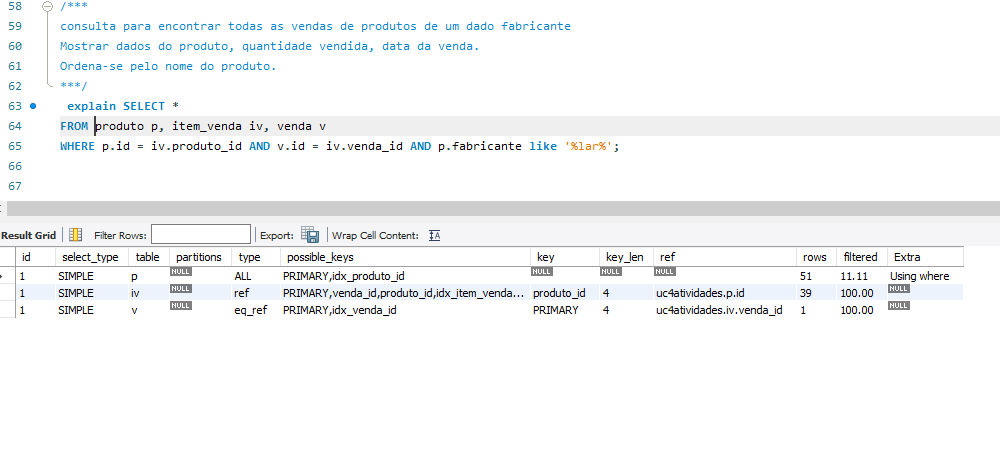 58 /***
59 consulta para encontrar todas as vendas de produtos de um dado fabricante
60 Mostrar dados do produto, quantidade vendida, data da venda.
61 Ordena-se pelo nome do produto.
62 ***/
63 explain SELECT *
64 FROM produto p, item_venda iv, venda v
65 WHERE p.id = iv.produto_id AND v.id = iv.venda_id AND p.fabricante like '%lar%';
66
67
Result Grid Filter Rows: Export: Wrap Cell Content:
id select_type table partitions type possible_keys key key_len ref rows filtered Extra
1 SIMPLE p NULL ALL PRIMARY,idx_produto_id NULL NULL NULL 51 11.11 Using where
1 SIMPLE iv NULL ref PRIMARY,venda_id,produto_id,idx_item_venda... produto_id 4 uc4atividades.p.id 39 100.00 NULL
1 SIMPLE v NULL eq_ref PRIMARY,idx_venda_id PRIMARY 4 uc4atividades.iv.venda_id 1 100.00 NULL